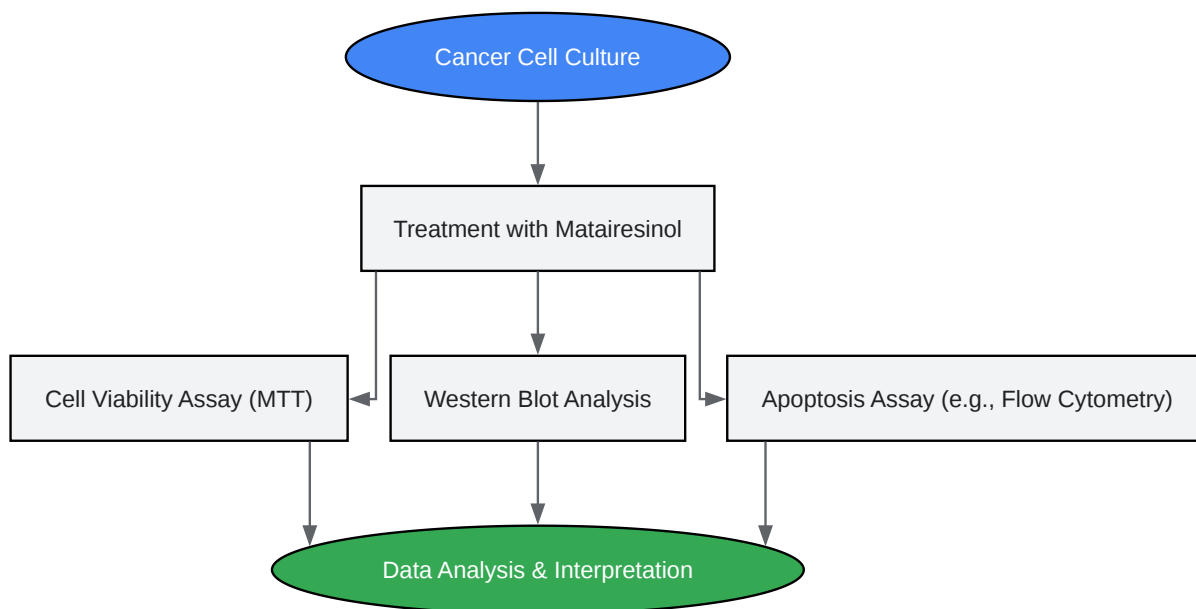 Cancer Cell Culture
Treatment with Matairesinol
Cell Viability Assay (MTT)
Western Blot Analysis
Apoptosis Assay (e.g., Flow Cytometry)
Data Analysis & Interpretation